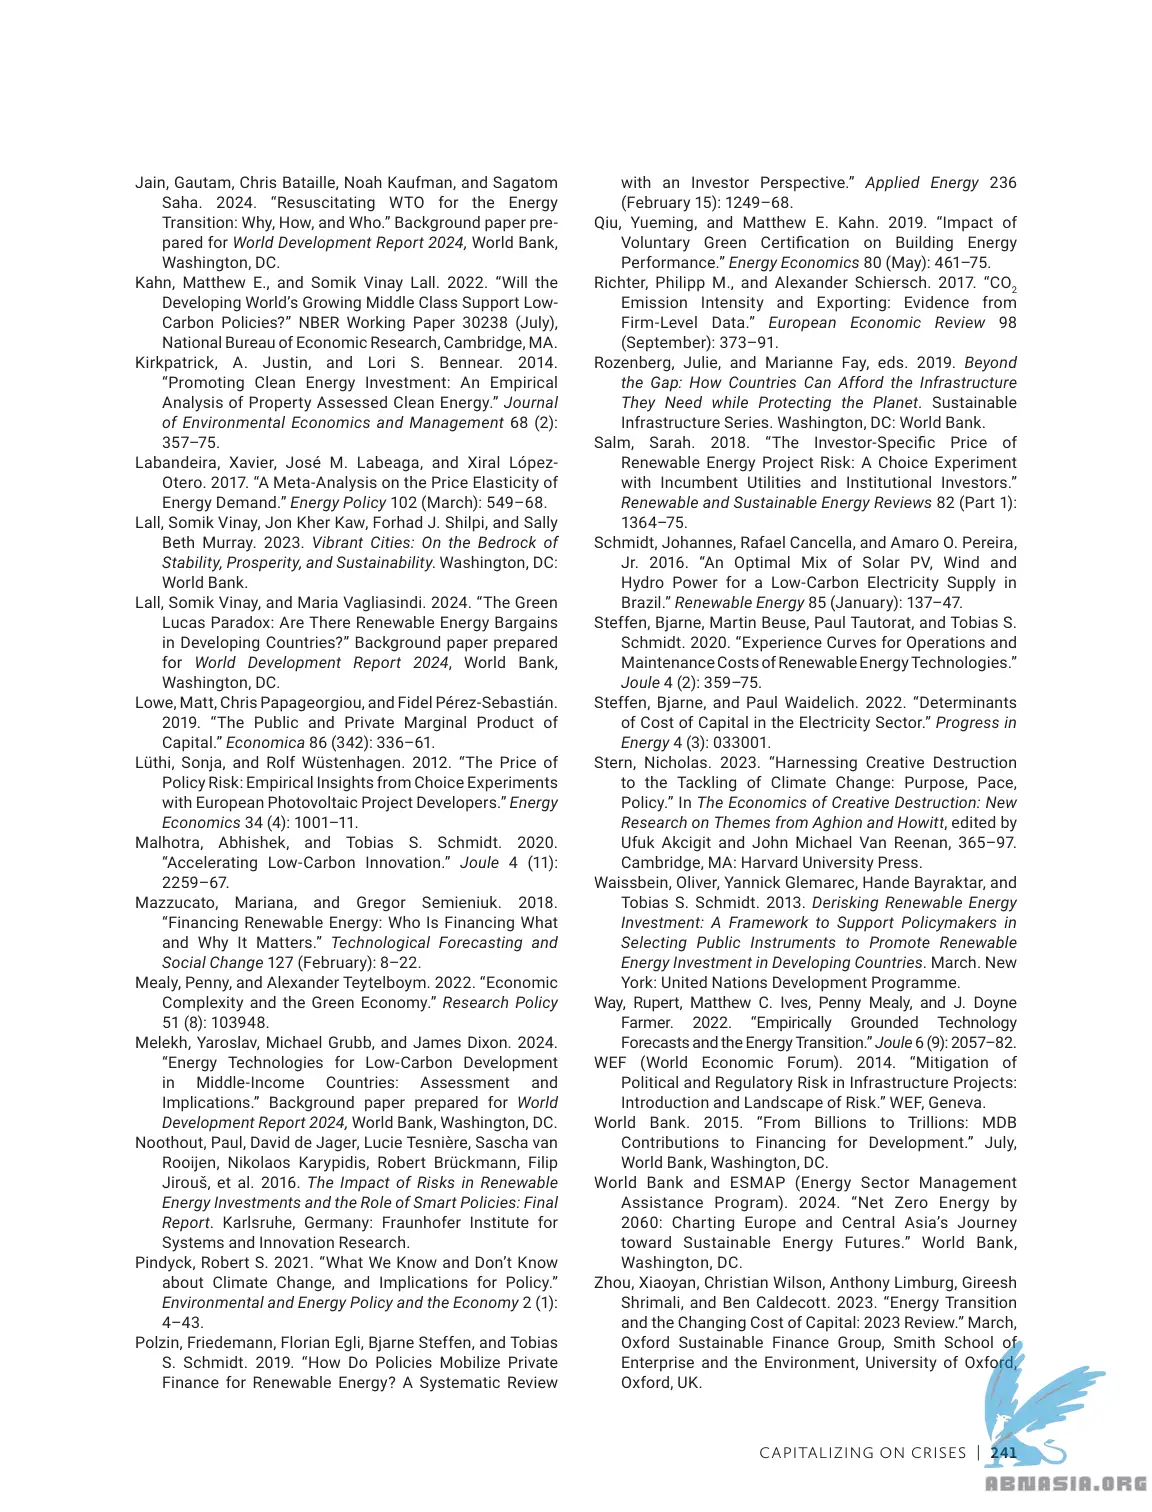 Jain, Gautam, Chris Bataille, Noah Kaufman, and Sagatom
Saha. 2024. “Resuscitating WTO for the Energy
Transition: Why, How, and Who.” Background paper pre-
pared for World Development Report 2024, World Bank,
Washington, DC.
Kahn, Matthew E., and Somik Vinay Lall. 2022. “Will the
Developing World’s Growing Middle Class Support Low-
Carbon Policies?” NBER Working Paper 30238 (July),
National Bureau of Economic Research, Cambridge, MA.
Kirkpatrick, A. Justin, and Lori S. Bennear. 2014.
“Promoting Clean Energy Investment: An Empirical
Analysis of Property Assessed Clean Energy.” Journal
of Environmental Economics and Management 68 (2):
357–75.
Labandeira, Xavier, José M. Labeaga, and Xiral López-
Otero. 2017. “A Meta-Analysis on the Price Elasticity of
Energy Demand.” Energy Policy 102 (March): 549–68.
Lall, Somik Vinay, Jon Kher Kaw, Forhad J. Shilpi, and Sally
Beth Murray. 2023. Vibrant Cities: On the Bedrock of
Stability, Prosperity, and Sustainability. Washington, DC:
World Bank.
Lall, Somik Vinay, and Maria Vagliasindi. 2024. “The Green
Lucas Paradox: Are There Renewable Energy Bargains
in Developing Countries?” Background paper prepared
for World Development Report 2024, World Bank,
Washington, DC.
Lowe, Matt, Chris Papageorgiou, and Fidel Pérez-Sebastián.
2019. “The Public and Private Marginal Product of
Capital.” Economica 86 (342): 336–61.
Lüthi, Sonja, and Rolf Wüstenhagen. 2012. “The Price of
Policy Risk: Empirical Insights from Choice Experiments
with European Photovoltaic Project Developers.” Energy
Economics 34 (4): 1001–11.
Malhotra, Abhishek, and Tobias S. Schmidt. 2020.
“Accelerating Low-Carbon Innovation.” Joule 4 (11):
2259–67.
Mazzucato, Mariana, and Gregor Semieniuk. 2018.
“Financing Renewable Energy: Who Is Financing What
and Why It Matters.” Technological Forecasting and
Social Change 127 (February): 8–22.
Mealy, Penny, and Alexander Teytelboym. 2022. “Economic
Complexity and the Green Economy.” Research Policy
51 (8): 103948.
Melekh, Yaroslav, Michael Grubb, and James Dixon. 2024.
“Energy Technologies for Low-Carbon Development
in Middle-Income Countries: Assessment and
Implications.” Background paper prepared for World
Development Report 2024, World Bank, Washington, DC.
Noothout, Paul, David de Jager, Lucie Tesnière, Sascha van
Rooijen, Nikolaos Karypidis, Robert Brückmann, Filip
Jirouš, et al. 2016. The Impact of Risks in Renewable
Energy Investments and the Role of Smart Policies: Final
Report. Karlsruhe, Germany: Fraunhofer Institute for
Systems and Innovation Research.
Pindyck, Robert S. 2021. “What We Know and Don’t Know
about Climate Change, and Implications for Policy.”
Environmental and Energy Policy and the Economy 2 (1):
4–43.
Polzin, Friedemann, Florian Egli, Bjarne Steffen, and Tobias
S. Schmidt. 2019. “How Do Policies Mobilize Private
Finance for Renewable Energy? A Systematic Review
with an Investor Perspective.” Applied Energy 236
(February 15): 1249–68.
Qiu, Yueming, and Matthew E. Kahn. 2019. “Impact of
Voluntary Green Certification on Building Energy
Performance.” Energy Economics 80 (May): 461–75.
Richter, Philipp M., and Alexander Schiersch. 2017. “CO2
Emission Intensity and Exporting: Evidence from
Firm-Level Data.” European Economic Review 98
(September): 373–91.
Rozenberg, Julie, and Marianne Fay, eds. 2019. Beyond
the Gap: How Countries Can Afford the Infrastructure
They Need while Protecting the Planet. Sustainable
Infrastructure Series. Washington, DC: World Bank.
Salm, Sarah. 2018. “The Investor-Specific Price of
Renewable Energy Project Risk: A Choice Experiment
with Incumbent Utilities and Institutional Investors.”
Renewable and Sustainable Energy Reviews 82 (Part 1):
1364–75.
Schmidt, Johannes, Rafael Cancella, and Amaro O. Pereira,
Jr. 2016. “An Optimal Mix of Solar PV, Wind and
Hydro Power for a Low-Carbon Electricity Supply in
Brazil.” Renewable Energy 85 (January): 137–47.
Steffen, Bjarne, Martin Beuse, Paul Tautorat, and Tobias S.
Schmidt. 2020. “Experience Curves for Operations and
Maintenance Costs of Renewable Energy Technologies.”
Joule 4 (2): 359–75.
Steffen, Bjarne, and Paul Waidelich. 2022. “Determinants
of Cost of Capital in the Electricity Sector.” Progress in
Energy 4 (3): 033001.
Stern, Nicholas. 2023. “Harnessing Creative Destruction
to the Tackling of Climate Change: Purpose, Pace,
Policy.” In The Economics of Creative Destruction: New
Research on Themes from Aghion and Howitt, edited by
Ufuk Akcigit and John Michael Van Reenan, 365–97.
Cambridge, MA: Harvard University Press.
Waissbein, Oliver, Yannick Glemarec, Hande Bayraktar, and
Tobias S. Schmidt. 2013. Derisking Renewable Energy
Investment: A Framework to Support Policymakers in
Selecting Public Instruments to Promote Renewable
Energy Investment in Developing Countries. March. New
York: United Nations Development Programme.
Way, Rupert, Matthew C. Ives, Penny Mealy, and J. Doyne
Farmer. 2022. “Empirically Grounded Technology
Forecasts and the Energy Transition.” Joule 6 (9): 2057–82.
WEF (World Economic Forum). 2014. “Mitigation of
Political and Regulatory Risk in Infrastructure Projects:
Introduction and Landscape of Risk.” WEF, Geneva.
World Bank. 2015. “From Billions to Trillions: MDB
Contributions to Financing for Development.” July,
World Bank, Washington, DC.
World Bank and ESMAP (Energy Sector Management
Assistance Program). 2024. “Net Zero Energy by
2060: Charting Europe and Central Asia’s Journey
toward Sustainable Energy Futures.” World Bank,
Washington, DC.
Zhou, Xiaoyan, Christian Wilson, Anthony Limburg, Gireesh
Shrimali, and Ben Caldecott. 2023. “Energy Transition
and the Changing Cost of Capital: 2023 Review.” March,
Oxford Sustainable Finance Group, Smith School of
Enterprise and the Environment, University of Oxford,
Oxford, UK.
CAPITALIZING ON CRISES | 241
ABNASIA.ORG